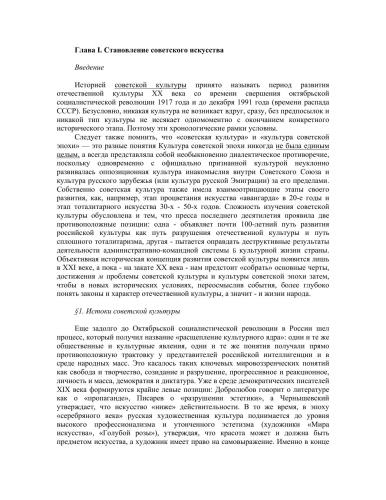 Глава I. Становление советского искусства
Введение
Историей советской культуры принято называть период развития
отечественной культуры XX века со времени свершения октябрьской
социалистической революции 1917 года и до декабря 1991 года (времени распада
СССР). Безусловно, никакая культура не возникает вдруг, сразу, без предпосылок и
никакой тип культуры не иссякает одномоментно с окончанием конкретного
исторического этапа. Поэтому эти хронологические рамки условны.
Следует также помнить, что «советская культура» и «культура советской
эпохи» — это разные понятия Культура советской эпохи никогда не была единым
целым, а всегда представляла собой необыкновенно диалектическое противоречие,
поскольку одновременно с официально признанной культурой неуклонно
развивалась оппозиционная культура инакомыслия внутри Советского Союза и
культура русского зарубежья (или культура русской Эмиграции) за его пределами.
Собственно советская культура также имела взаимоотрицающие этапы своего
развития, как, например, этап процветания искусства «авангарда» в 20-е годы и
этап тоталитарного искусства 30-х - 50-х годов. Сложность изучения советской
культуры обусловлена и тем, что пресса последнего десятилетия проявила две
противоположные позиции: одна - объявляет почти 100-летний путь развития
российской культуры как путь разрушения отечественной культуры и путь
сплошного тоталитаризма, другая - пытается оправдать деструктивные результаты
деятельности административно-командной системы Б культурной жизни страны.
Объективная историческая концепция развития советской культуры появится лишь
в XXI веке, а пока - на закате XX века - нам предстоит «собрать» основные черты,
достижения м проблемы советской культуры и культуры советской эпохи затем,
чтобы в новых исторических условиях, переосмыслив события, более глубоко
понять законы и характер отечественной культуры, а значит - и жизни народа.
§1. Истоки советской культуры
Еще задолго до Октябрьской социалистической революции в России шел
процесс, который получил название «расщепление культурного ядра»: одни и те же
общественные и культурные явления, одни и те же понятия получали прямо
противоположную трактовку у представителей российской интеллигенции и в
среде народных масс. Это касалось таких ключевых мировоззренческих понятий
как свобода и творчество, созидание и разрушение, прогрессивное и реакционное,
личность и масса, демократия и диктатура. Уже в среде демократических писателей
XIX века формируются крайне левые позиции: Добролюбов говорит о литературе
как о «пропаганде», Писарев о «разрушении эстетики», а Чернышевский
утверждает, что искусство «ниже» действительности. В то же время, в эпоху
«серебряного века» русская художественная культура поднимается до уровня
высокого профессионализма и утонченного эстетизма (художники «Мира
искусства», «Голубой розы»), утверждая, что красота может и должна быть
предметом искусства, а художник имеет право на самовыражение. Именно в конце